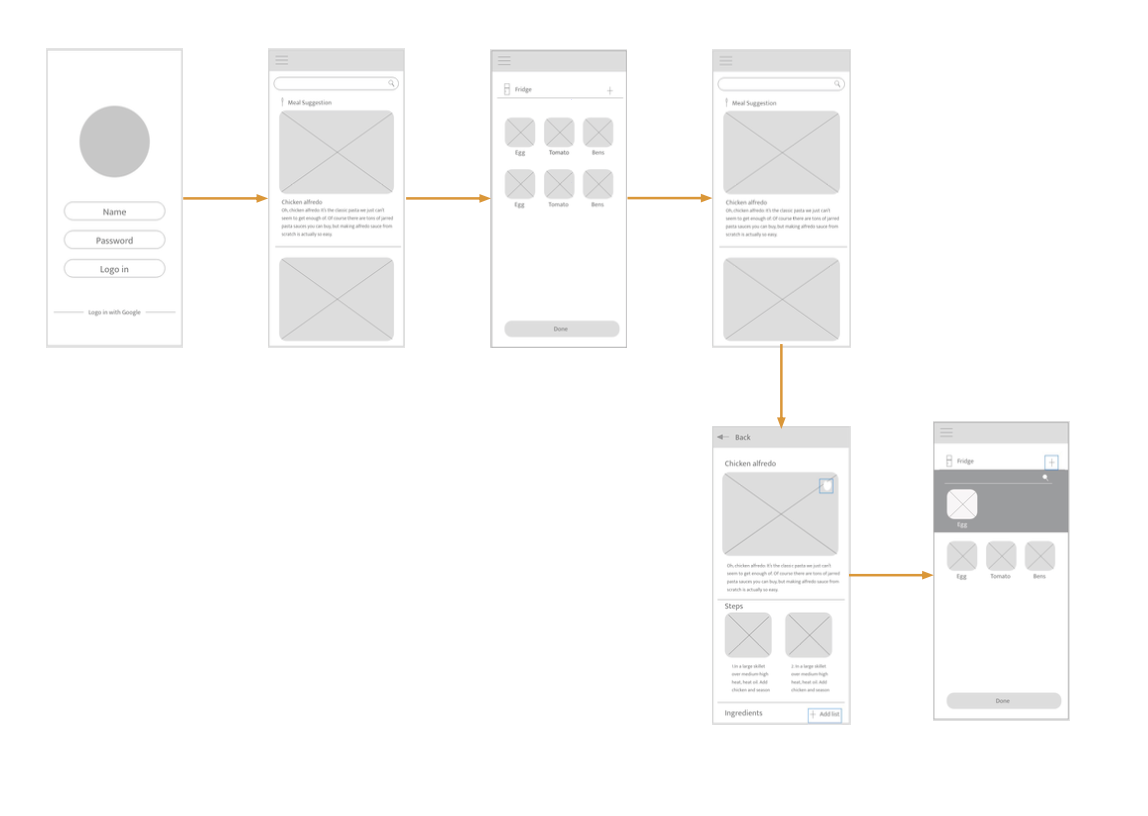 Name
Password
Logo in
Logo in with Google
Meal Suggestion
Chicken alfredo
Oh, chicken alfredo. It's the classic pasta we just can't
seem to get enough of. Of course there are tons of jarred
pasta sauces you can buy, but making alfredo sauce from
scratch is actually so easy.
Fridge
Egg
Tomato
Bens
Egg
Tomato
Bens
Done
Meal Suggestion
Chicken alfredo
Oh, chicken alfredo. It's the classic pasta we just can't
seem to get enough of. Of course there are tons of jarred
pasta sauces you can buy, but making alfredo sauce from
scratch is actually so easy.
Back
Chicken alfredo
Oh, chicken alfredo. It's the classic pasta we just can't
seem to get enough of. Of course there are tons of jarred
pasta sauces you can buy, but making alfredo sauce from
scratch is actually so easy.
Steps
1.In a large skillet
over medium-high
heat, heat oil. Add
chicken and season
2. In a large skillet
over medium-high
heat, heat oil. Add
chicken and season
Ingredients
+ Add list
Fridge
Egg
Egg
Tomato
Bens
Done